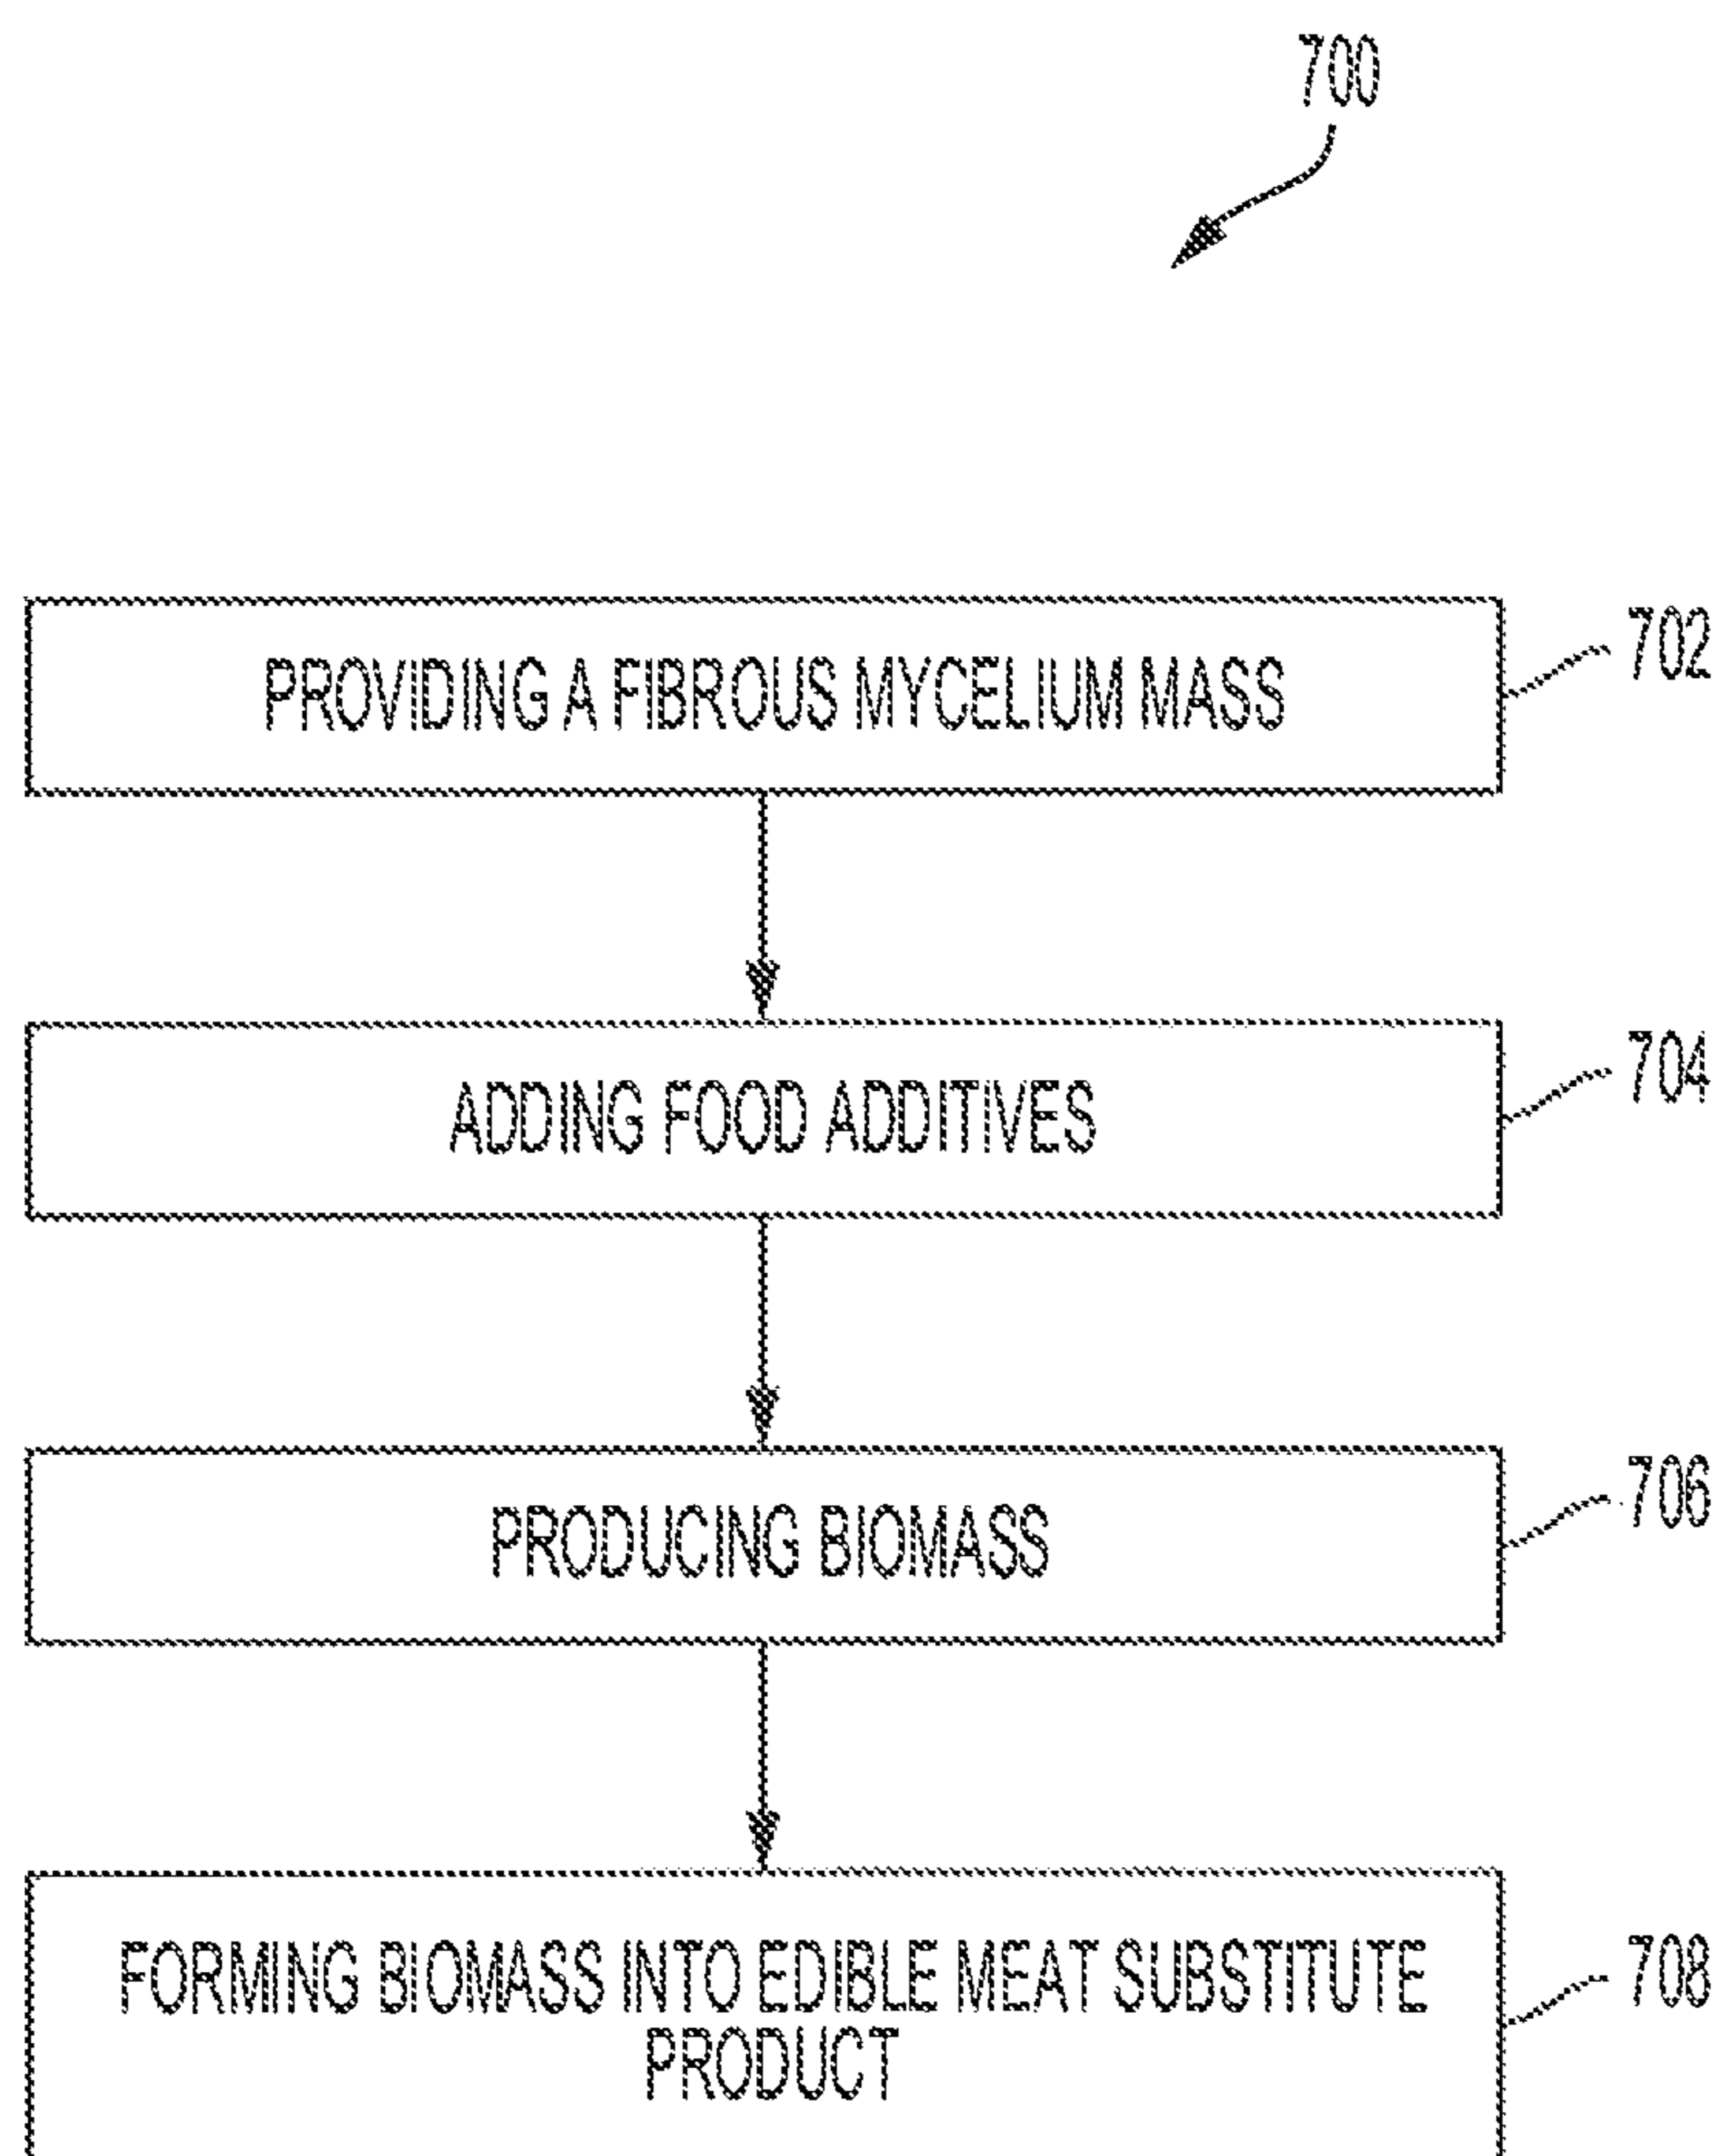 700
PROVIDING A FIBROUS MYCELIUM MASS
702
ADDING FOOD ADDITIVES
704
PRODUCING BIOMASS
706
FORMING BIOMASS INTO EDIBLE MEAT SUBSTITUTE
PRODUCT
708